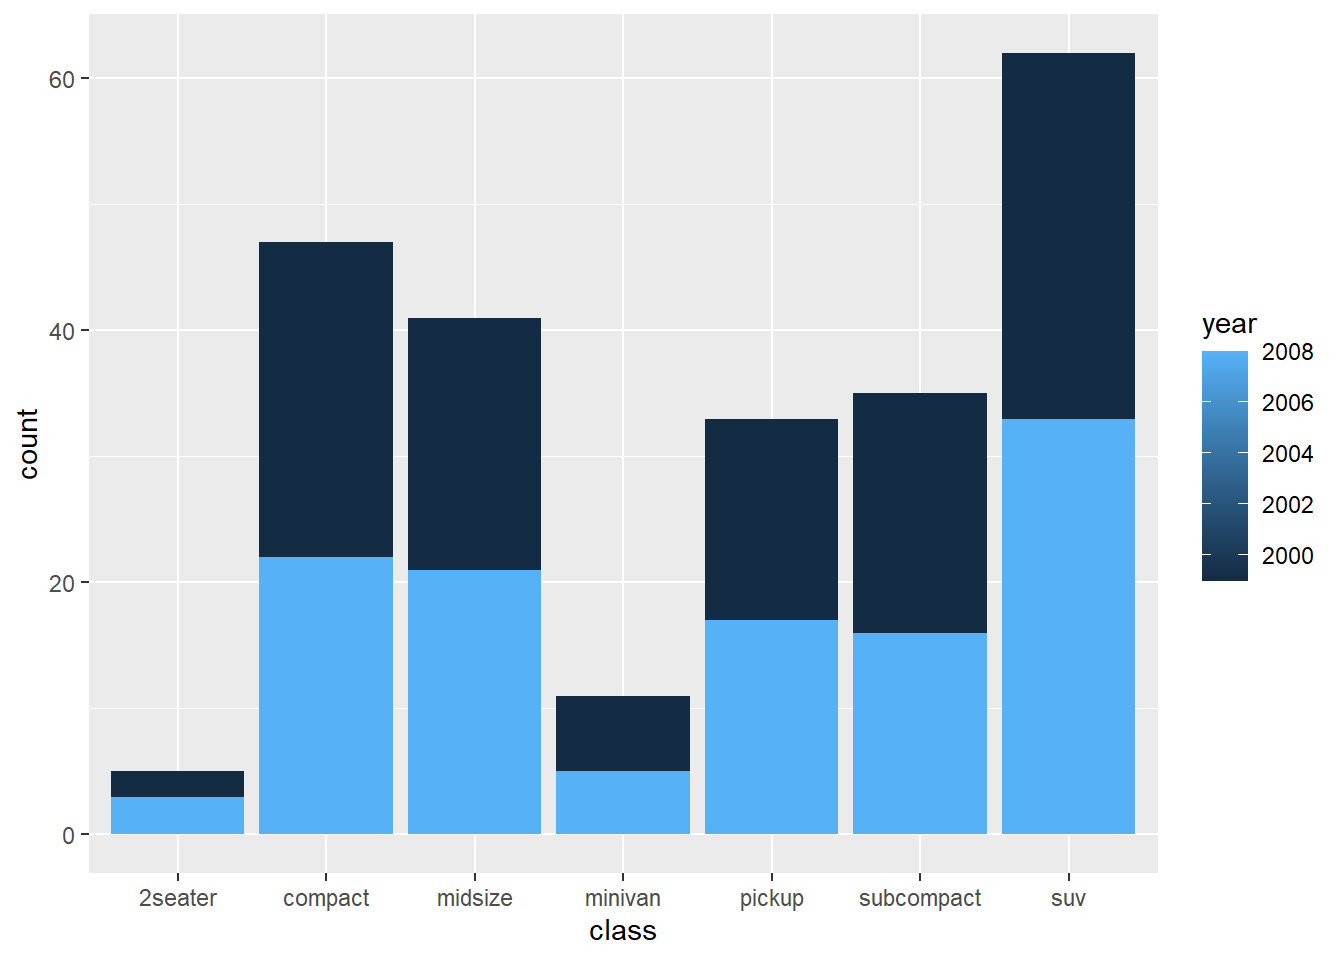 60
40
20
0
count
2seater
compact
midsize
minivan
pickup
subcompact
suv
class
year
2008
2006
2004
2002
2000